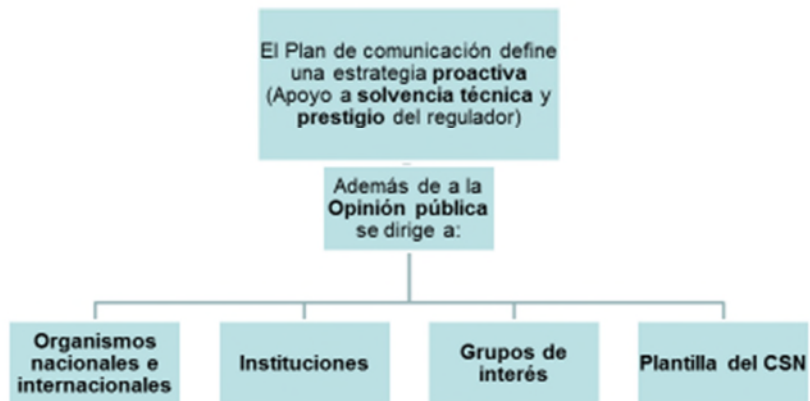 El Plan de comunicación define
una estrategia proactiva
(Apoyo a solvencia técnica y
prestigio del regulador)
Además de a la
Opinión pública
se dirige a:
Organismos
nacionales e
internacionales
Instituciones
Grupos de
interés
Plantilla del CSN